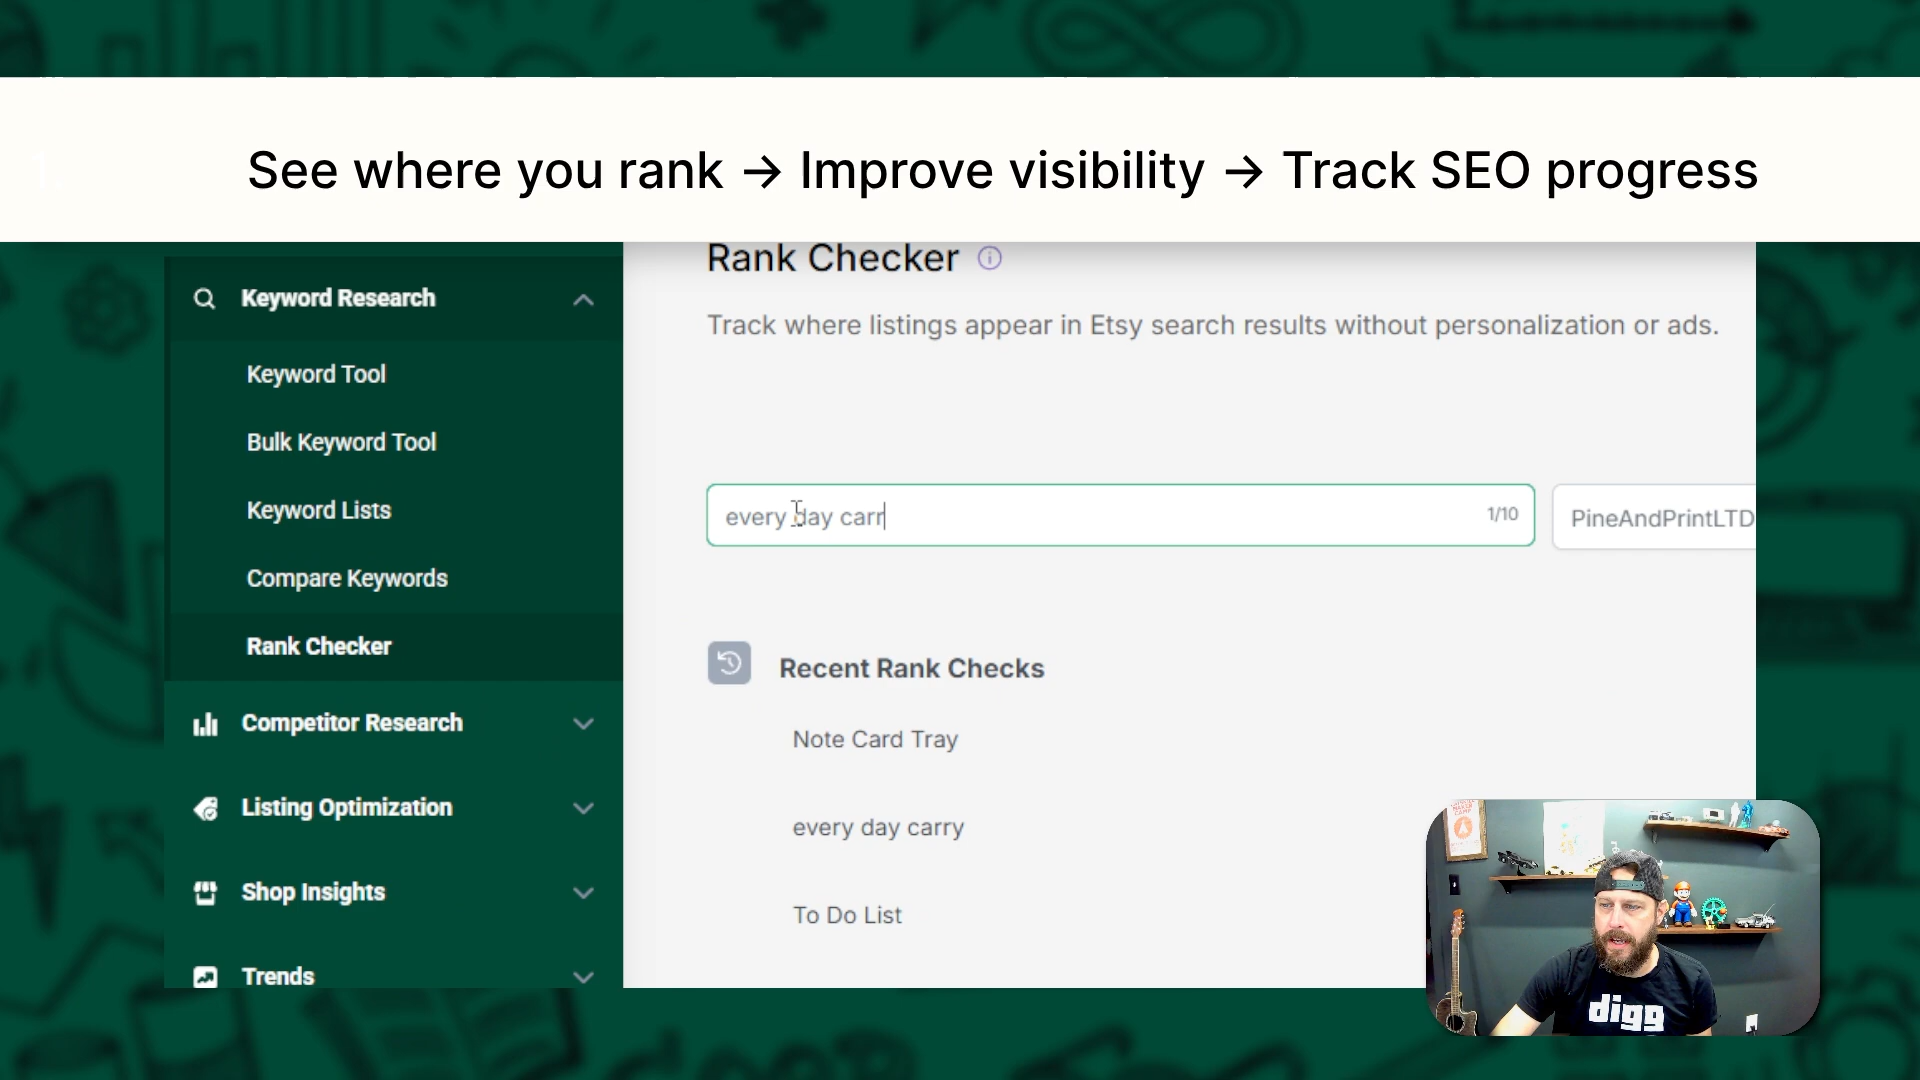 See where you rank → Improve visibility → Track SEO progress
Rank Checker
Track where listings appear in Etsy search results without personalization or ads.
Keyword Research
Keyword Tool
Bulk Keyword Tool
Keyword Lists
Compare Keywords
Rank Checker
Competitor Research
Listing Optimization
Shop Insights
Trends
every day carr
1/10
PineAndPrintLTD
Recent Rank Checks
Note Card Tray
every day carry
To Do List
digg